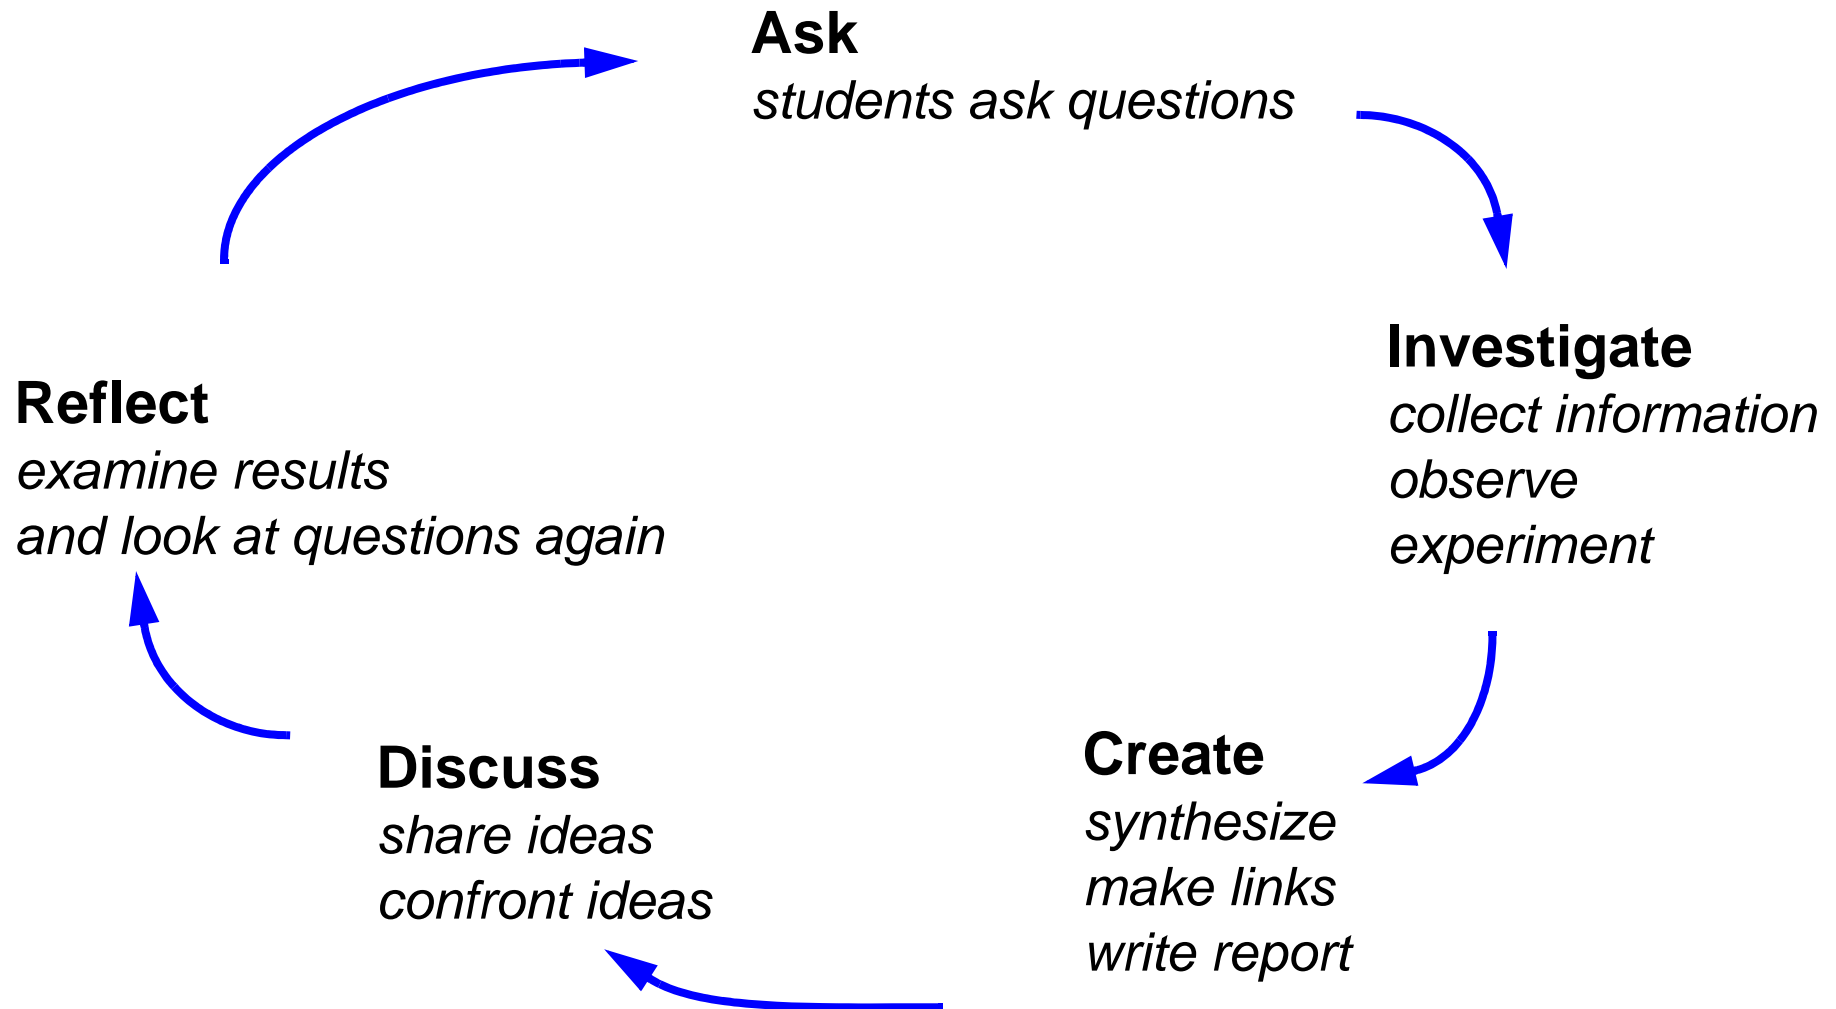 Ask
students ask questions
Investigate
collect information
observe
experiment
Create
synthesize
make links
write report
Discuss
share ideas
confront ideas
Reflect
examine results
and look at questions again